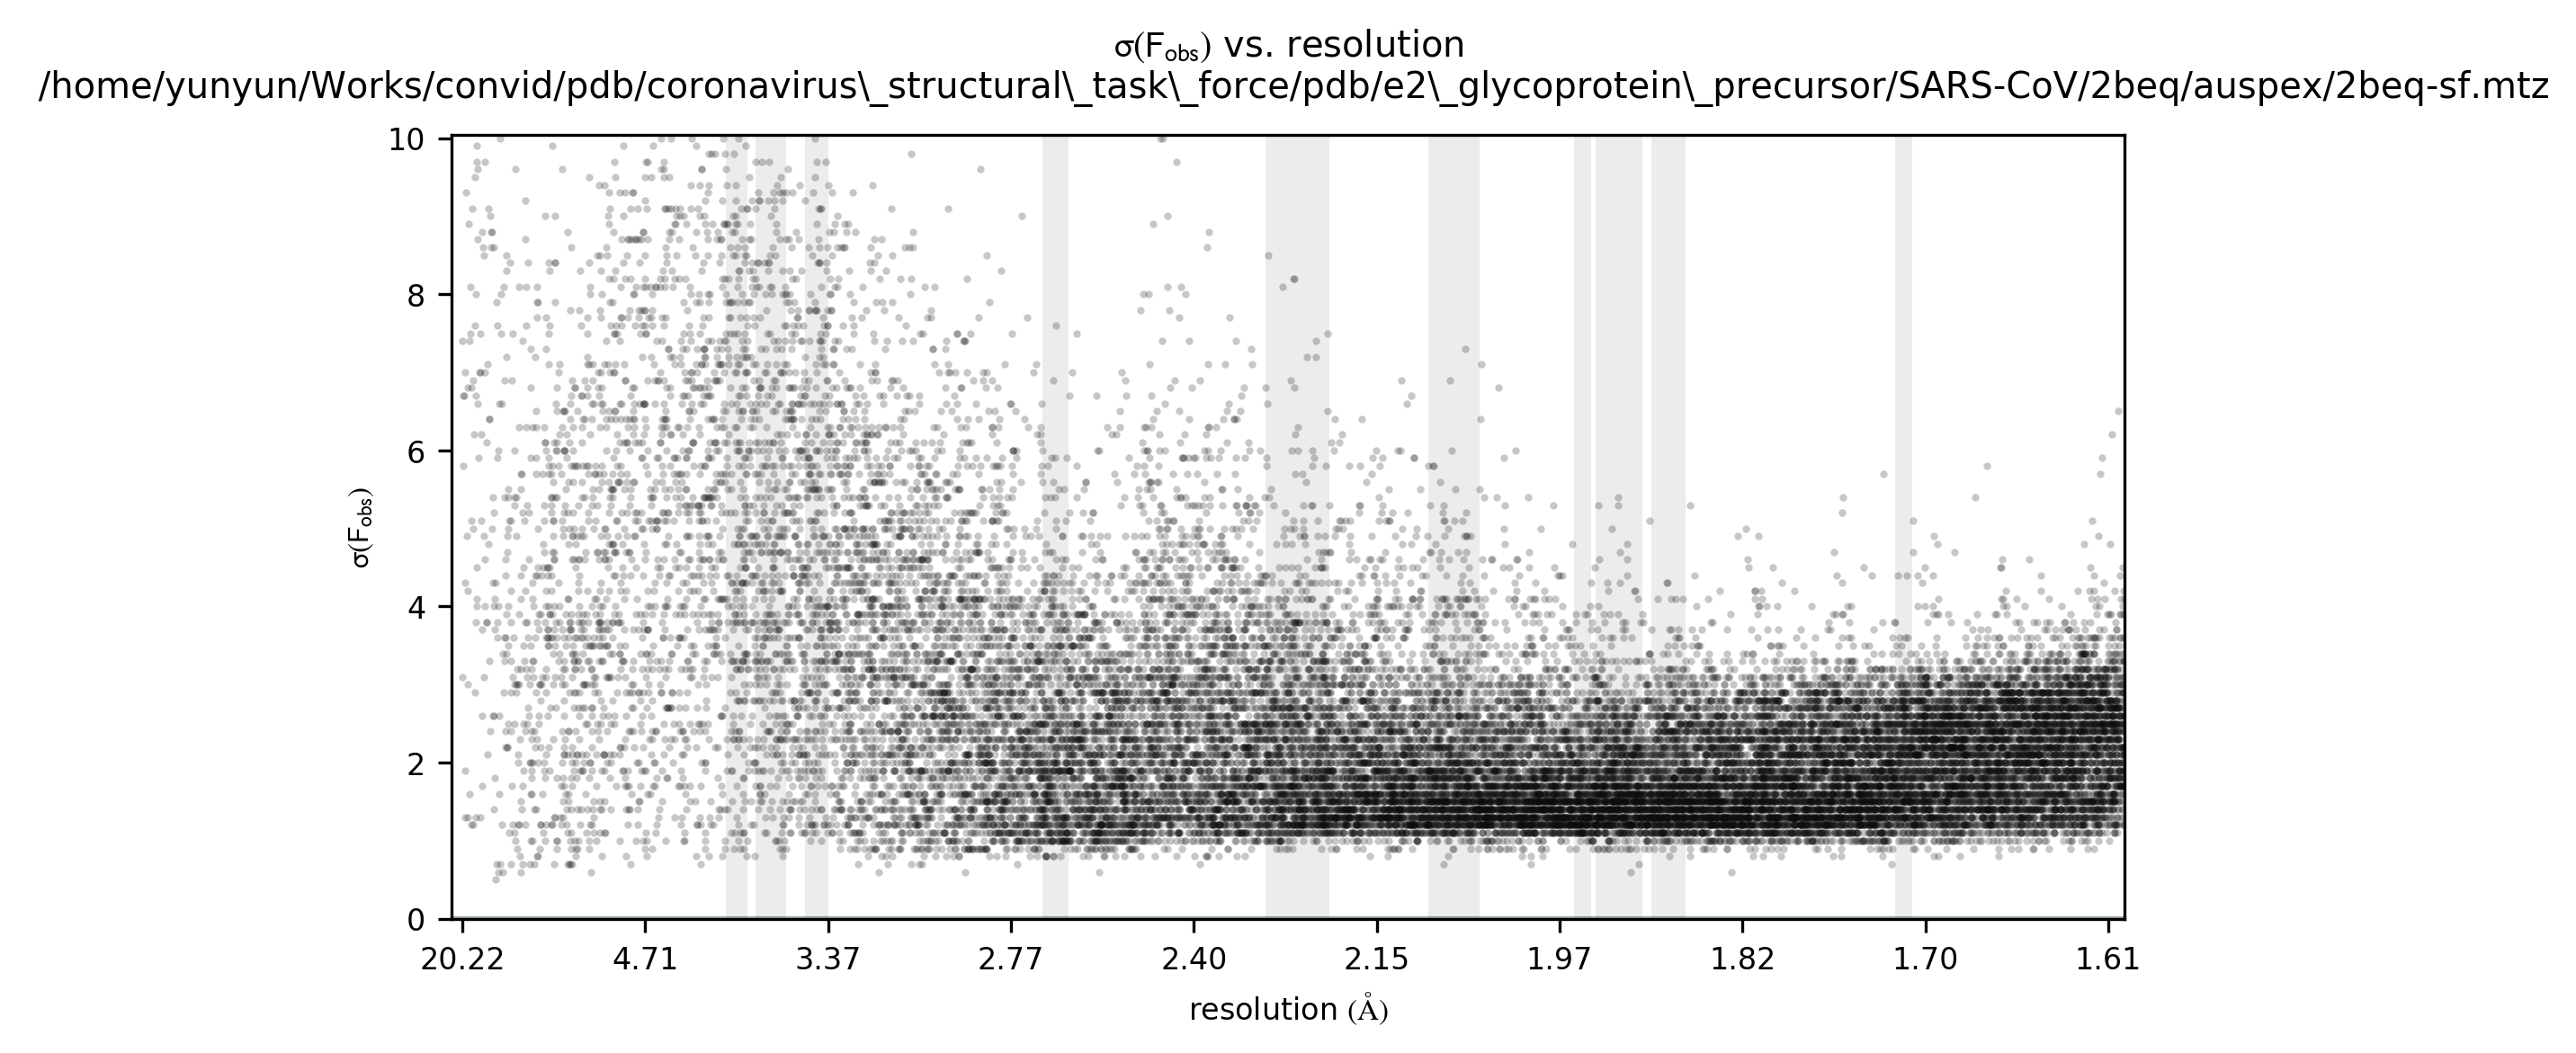 σ(Fobs) vs. resolution
/home/yunyun/Works/convid/pdb/coronavirus\_structural\_task\_force/pdb/e2\_glycoprotein\_precursor/SARS-CoV/2beq/auspex/2beq-sf.mtz
10
8
6
4
2
0
σ(Fobs)
20.22 4.71 3.37 2.77 2.40 2.15 1.97 1.82 1.70 1.61
resolution (Å)